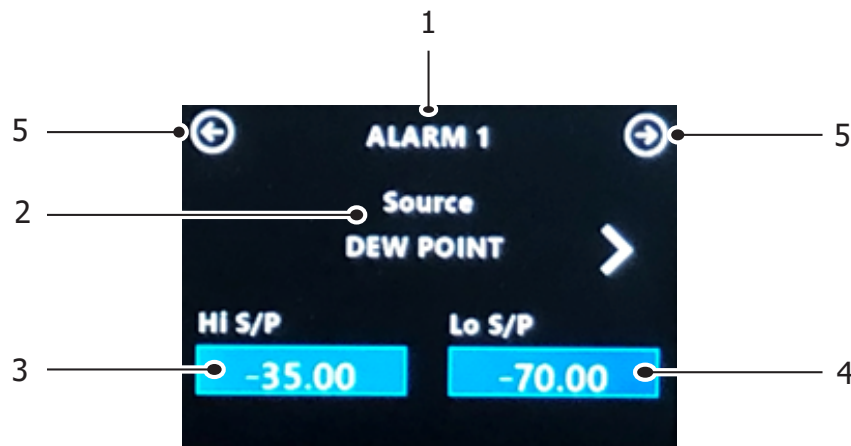 1
5
ALARM 1
5
2
Source
DEW POINT
Hi S/P
Lo S/P
3
-35.00
-70.00
4